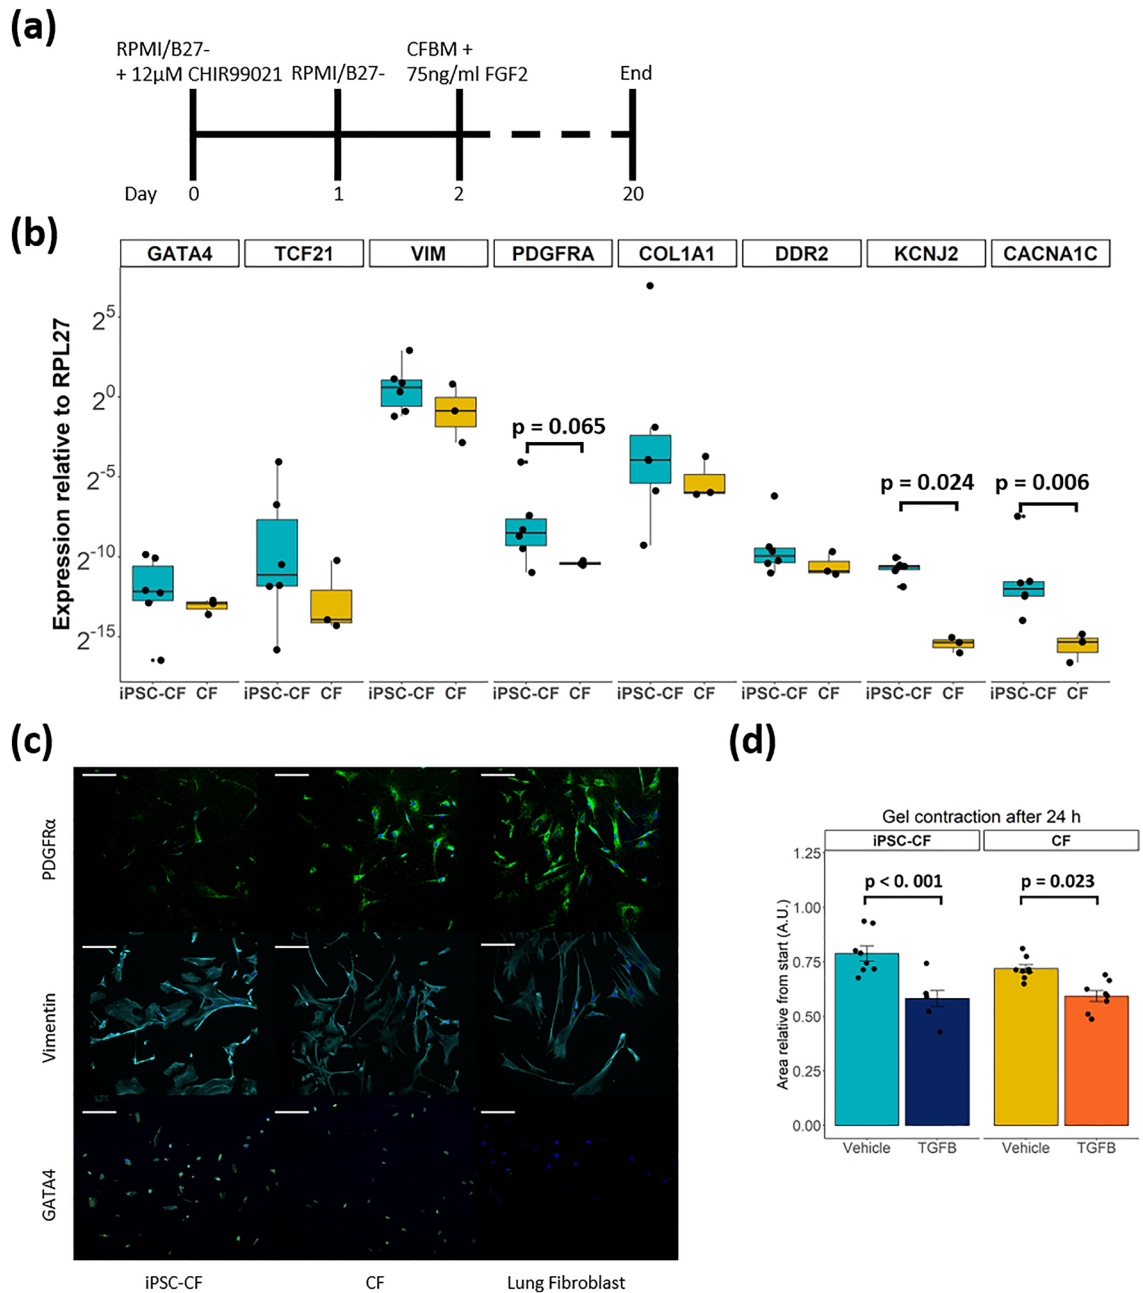 (a)
RPMI/B27-
+ 12μM CHIR99021
RPMI/B27-
CFBM +
75ng/ml FGF2
End
Day
0
1
2
20
(b)
GATA4
TCF21
VIM
PDGFRA
COL1A1
DDR2
KCNJ2
CACNA1C
Expression relative to RPL27
2^5
2^0
2^-5
2^-10
2^-15
p = 0.065
p = 0.024
p = 0.006
iPSC-CF CF
iPSC-CF CF
iPSC-CF CF
iPSC-CF CF
iPSC-CF CF
iPSC-CF CF
iPSC-CF CF
iPSC-CF CF
(c)
PDGFRα
Vimentin
GATA4
iPSC-CF
CF
Lung Fibroblast
(d)
Gel contraction after 24 h
iPSC-CF
CF
Area relative from start (A.U.)
1.25
1.00
0.75
0.50
0.25
0.00
p < 0.001
p = 0.023
Vehicle
TGFB
Vehicle
TGFB